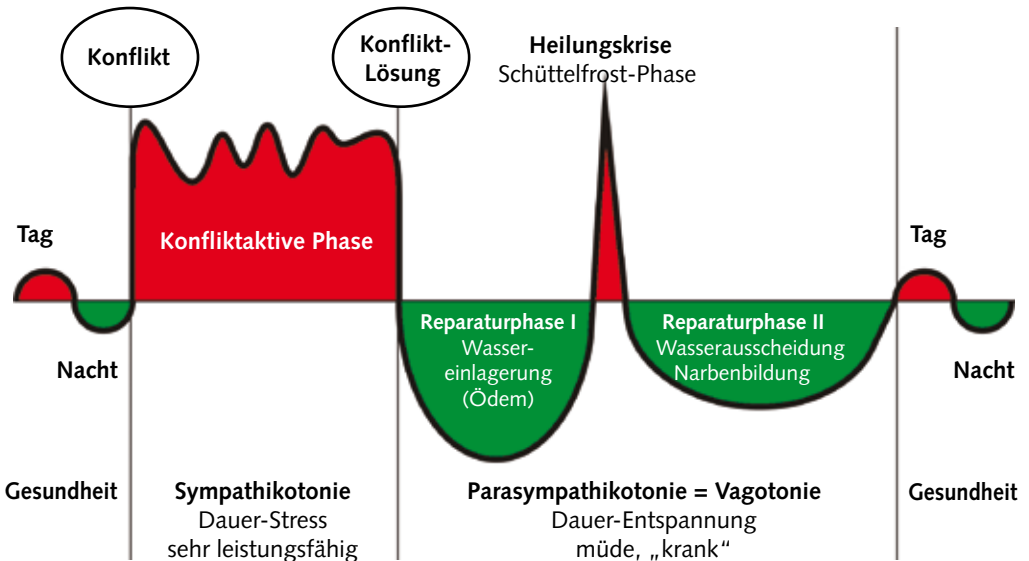 Konflikt
Konflikt-
Lösung
Heilungskrise
Schüttelfrost-Phase
Tag
Konfliktaktive Phase
Tag
Reparaturphase I
Wasser-
einlagerung
(Ödem)
Reparaturphase II
Wasserausscheidung
Narbenbildung
Nacht
Nacht
Gesundheit
Sympathikotonie
Dauer-Stress
sehr leistungsfähig
Parasympathikotonie = Vagotonie
Dauer-Entspannung
müde, „krank“
Gesundheit